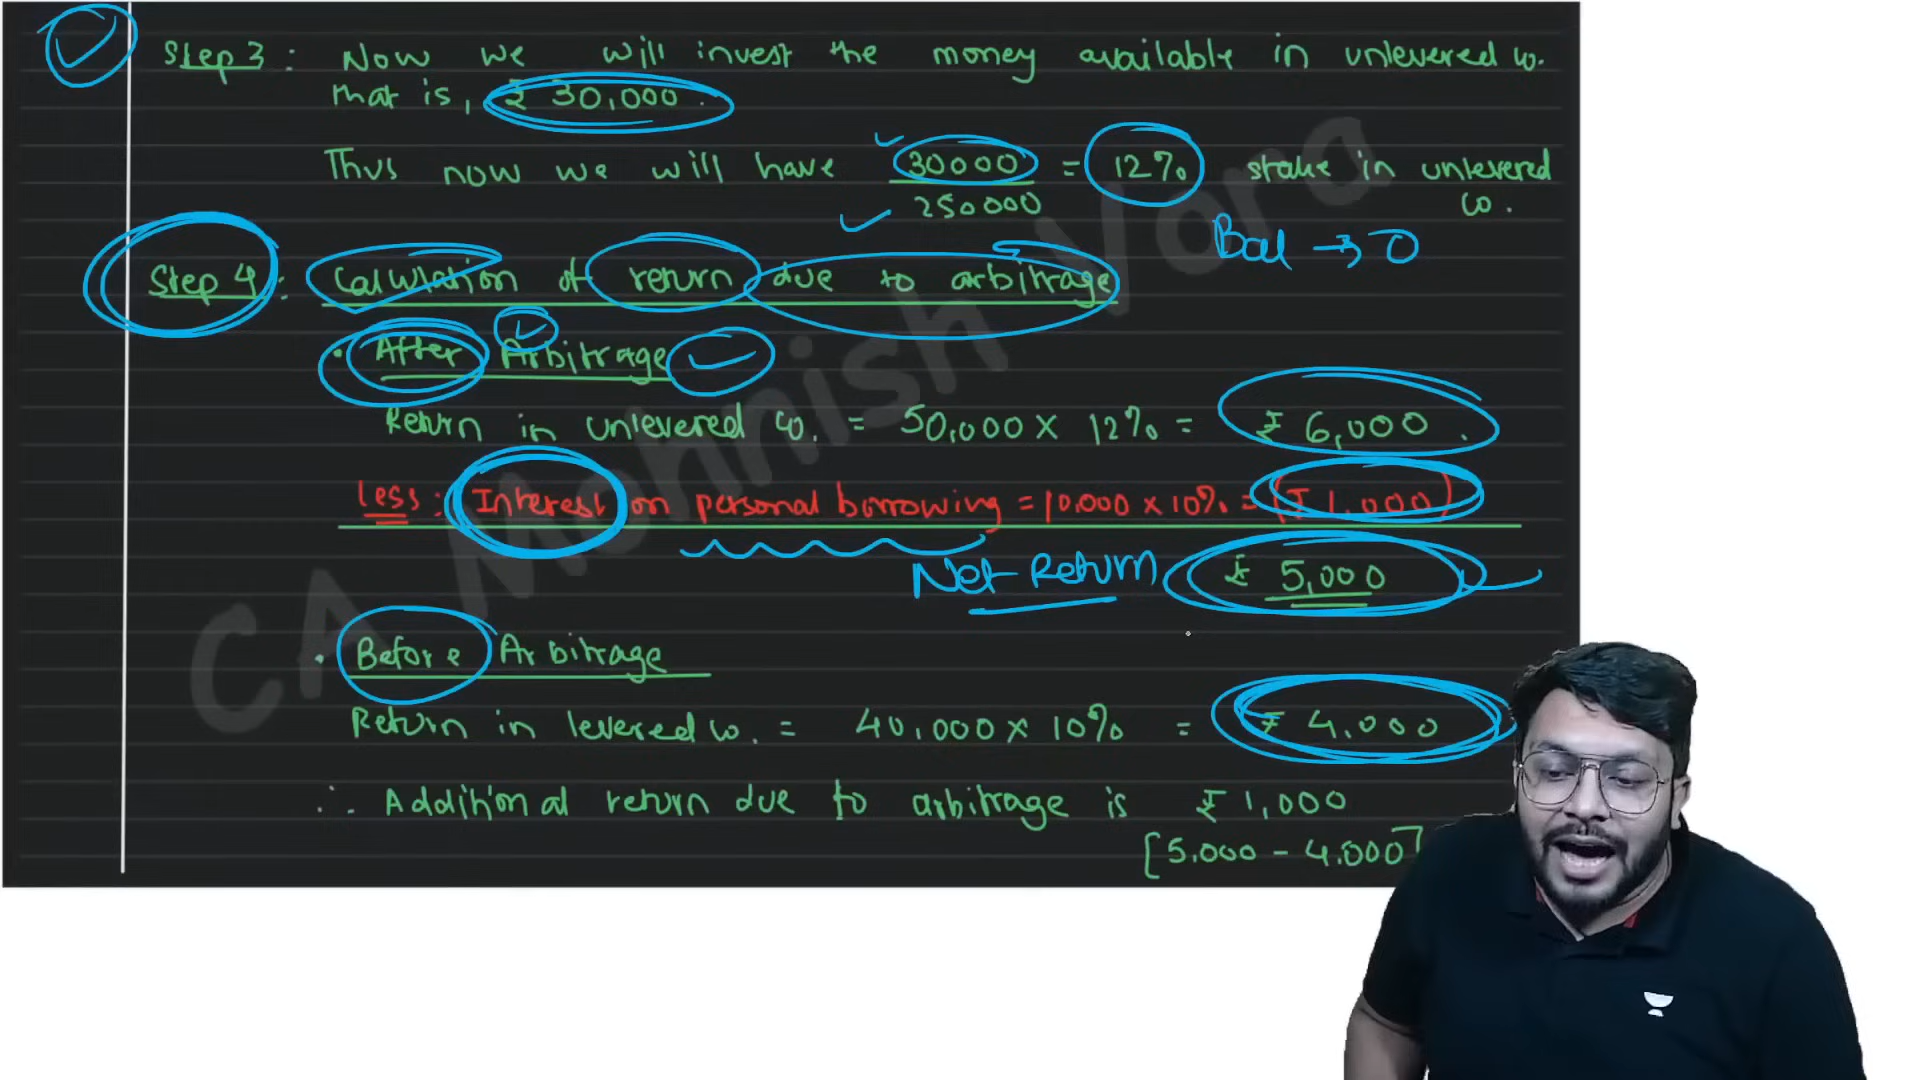 Step 3 : Now we will invest the money available in unlevered co.
that is, ₹ 30,000.
Thus now we will have 30000 = 12% stake in unlevered co.
250000
Bal → 0
Step 4 : Calculation of return due to arbitrage
• After Arbitrage
Return in unlevered co. = 50,000 x 12% = ₹ 6,000.
Less : Interest on personal borrowing = 10,000 x 10% = (₹ 1,000)
Net Return ₹ 5,000
• Before Arbitrage
Return in levered co. = 40,000 x 10% = ₹ 4,000
∴ Additional return due to arbitrage is ₹ 1,000
[5,000 - 4,000]
CA Mohnish Vora